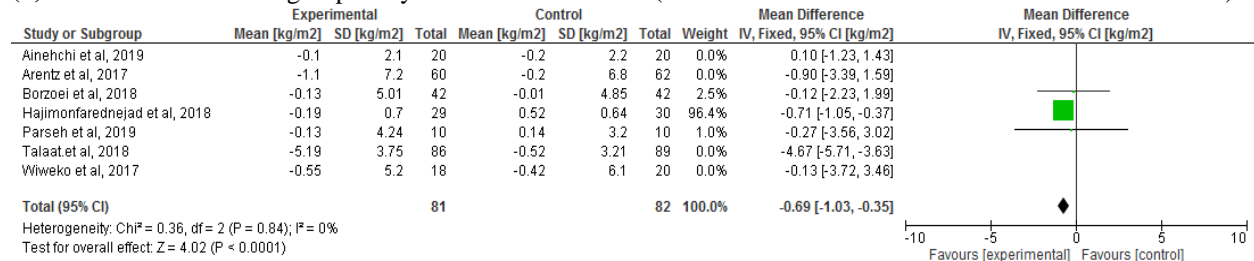 Experimental Control Mean Difference Mean Difference
Study or Subgroup Mean [kg/m2] SD [kg/m2] Total Mean [kg/m2] SD [kg/m2] Total Weight IV, Fixed, 95% CI [kg/m2] IV, Fixed, 95% CI [kg/m2]
Ainehchi et al, 2019 -0.1 2.1 20 -0.2 2.2 20 0.0% 0.10 [-1.23, 1.43]
Arentz et al, 2017 -1.1 7.2 60 -0.2 6.8 62 0.0% -0.90 [-3.39, 1.59]
Borzoei et al, 2018 -0.13 5.01 42 -0.01 4.85 42 2.5% -0.12 [-2.23, 1.99]
Hajimonfarednejad et al, 2018 -0.19 0.7 29 0.52 0.64 30 96.4% -0.71 [-1.05, -0.37]
Parseh et al, 2019 -0.13 4.24 10 0.14 3.2 10 1.0% -0.27 [-3.56, 3.02]
Talaat.et al, 2018 -5.19 3.75 86 -0.52 3.21 89 0.0% -4.67 [-5.71, -3.63]
Wiweko et al, 2017 -0.55 5.2 18 -0.42 6.1 20 0.0% -0.13 [-3.72, 3.46]
Total (95% CI) 81 82 100.0% -0.69 [-1.03, -0.35]
Heterogeneity: Chi² = 0.36, df = 2 (P = 0.84); I² = 0%
Test for overall effect: Z = 4.02 (P < 0.0001)
-10 -5 0 5 10
Favours [experimental] Favours [control]